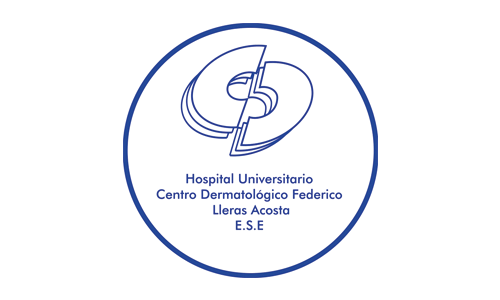 Hospital Universitario
Centro Dermatológico Federico
Lleras Acosta
E.S.E